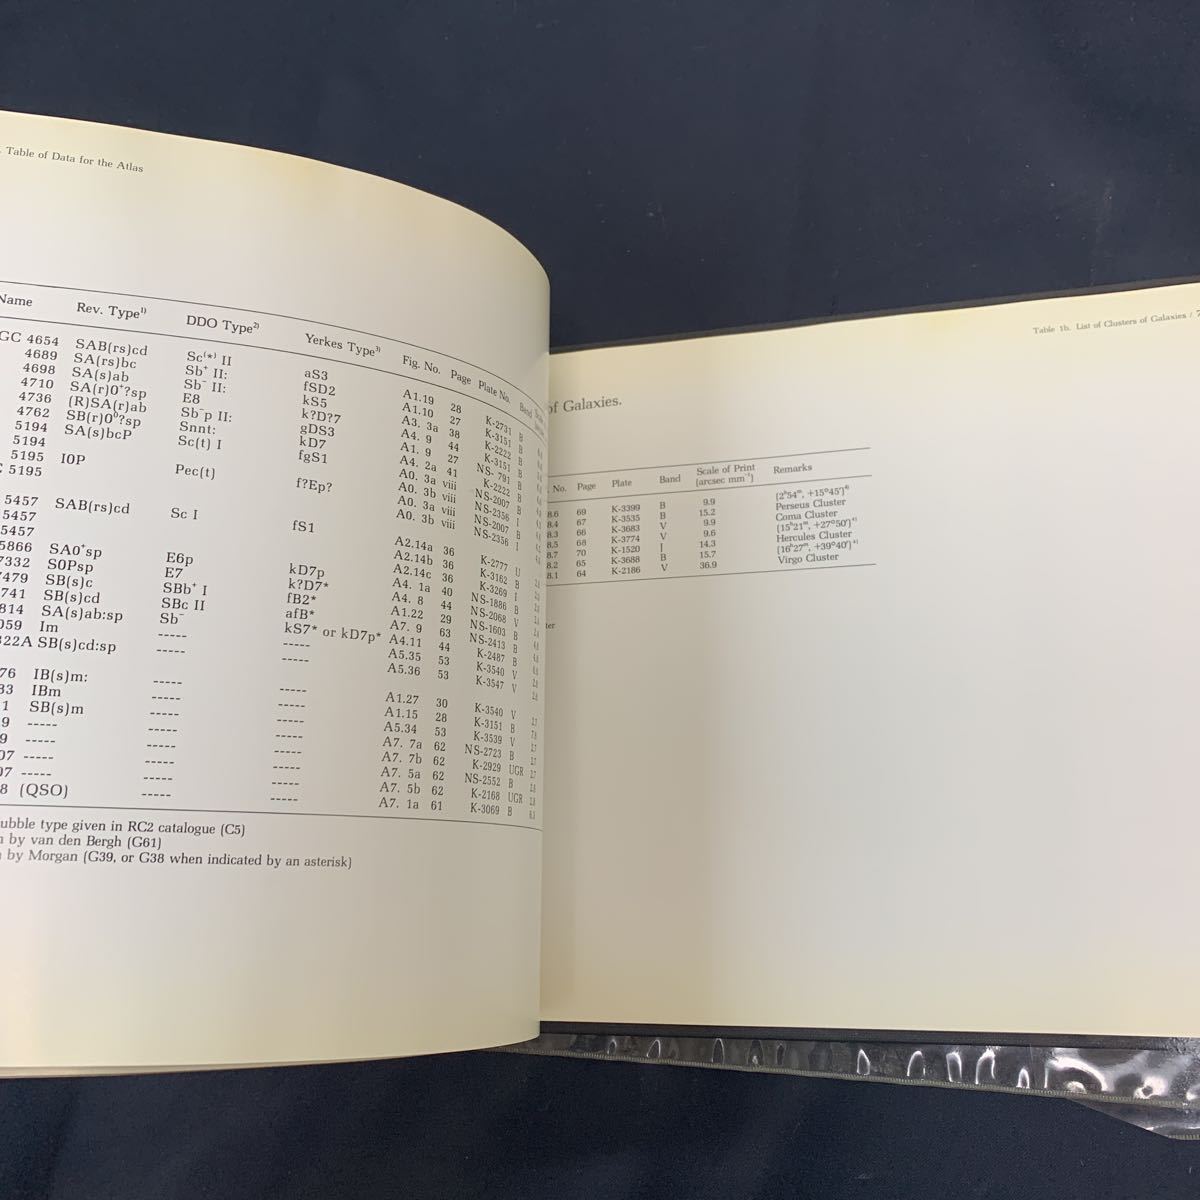 . Table of Data for the Atlas
Name Rev. Type¹⁾ DDO Type²⁾ Yerkes Type³⁾ Fig. No. Page Plate No. Band
GC 4654 SAB(rs)cd Sc⁽*⁾ II aS3 A1.19 28 K-2731 B
4689 SA(rs)bc Sb⁺ II: fSD2 A1.10 27 K-3151 B
4698 SA(s)ab Sb⁻ II: kS5 A3. 3a 38 K-2222 B
4710 SA(r)0⁺?sp E8 k?D?7 A4. 9 44 K-3151 B
4736 (R)SA(r)ab Sb⁻p II: gDS3 A1. 9 27 NS- 791 B
4762 SB(r)0⁰?sp Snnt: kD7 A4. 2a 41 K-2222 B
5194 SA(s)bcP Sc(t) I fgS1 A0. 3a viii NS-2007 B
5194 A0. 3b viii NS-2356 I
5195 I0P Pec(t) f?Ep? A0. 3a viii NS-2007 B
C 5195 A0. 3b viii NS-2356 I
5457 SAB(rs)cd Sc I fS1 A2.14a 36 K-2777 U
5457 A2.14b 36 K-3162 B
5457 A2.14c 36 K-3269 I
5866 SA0⁺sp E6p kD7p A4. 1a 40 NS-1886 B
7332 S0Psp E7 k?D7* A4. 8 44 NS-2068 V
7479 SB(s)c SBb⁺ I fB2* A1.22 29 NS-1603 B
741 SB(s)cd SBc II afB* A7. 9 63 NS-2413 B
814 SA(s)ab:sp Sb⁻ kS7* or kD7p* A4.11 44 K-2487 B
059 Im ----- ----- A5.35 53 K-3540 V
322A SB(s)cd:sp ----- ----- A5.36 53 K-3547 V
76 IB(s)m: ----- ----- A1.27 30 K-3540 V
33 IBm ----- ----- A1.15 28 K-3151 B
1 SB(s)m ----- ----- A5.34 53 K-3539 V
9 ----- ----- ----- A7. 7a 62 NS-2723 B
9 ----- ----- ----- A7. 7b 62 K-2929 UGR
07 ----- ----- ----- A7. 5a 62 NS-2552 B
07 ----- ----- ----- A7. 5b 62 K-2168 UGR
8 (QSO) ----- ----- A7. 1a 61 K-3069 B
ubble type given in RC2 catalogue (C5)
n by van den Bergh (G61)
by Morgan (G39, or G38 when indicated by an asterisk)
Table 1b. List of Clusters of Galaxies / 7
of Galaxies.
. No. Page Plate Band Scale of Print (arcsec mm⁻¹) Remarks
8.6 69 K-3399 B 9.9 (2ʰ54ᵐ, +15°45′)⁴⁾
8.4 67 K-3535 B 15.2 Perseus Cluster
8.3 66 K-3683 V 9.9 Coma Cluster
8.5 68 K-3774 V 9.6 (15ʰ21ᵐ, +27°50′)⁴⁾
8.7 70 K-1520 J 14.3 Hercules Cluster
8.2 65 K-3688 B 15.7 (16ʰ27ᵐ, +39°40′)⁴⁾
8.1 64 K-2186 V 36.9 Virgo Cluster
ter